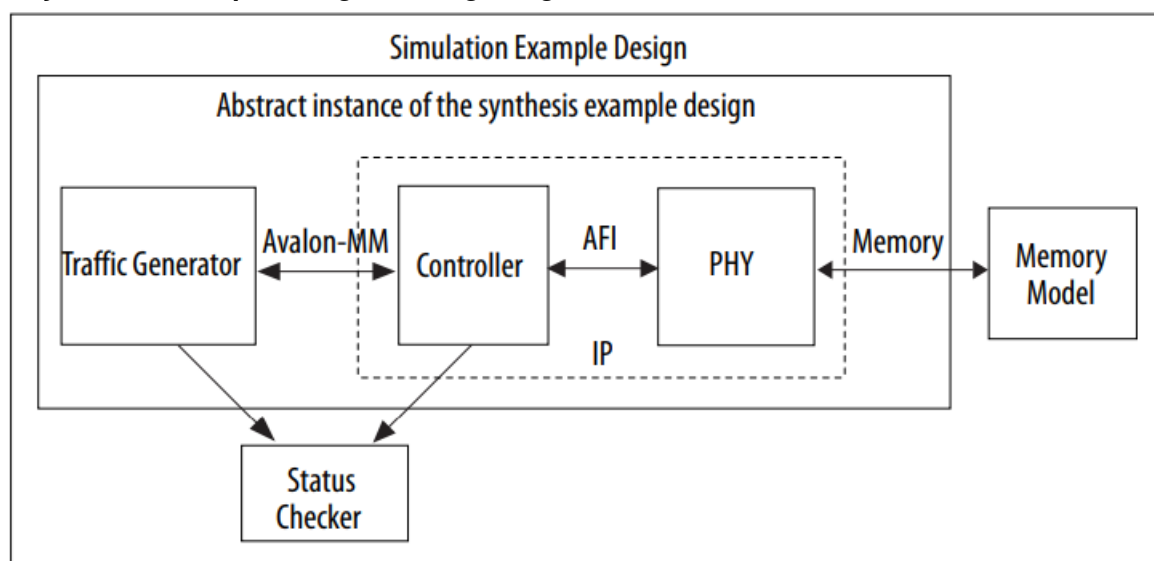 Simulation Example Design
Abstract instance of the synthesis example design
Traffic Generator
Avalon-MM
Controller
AFI
PHY
Memory
Memory
Model
IP
Status
Checker